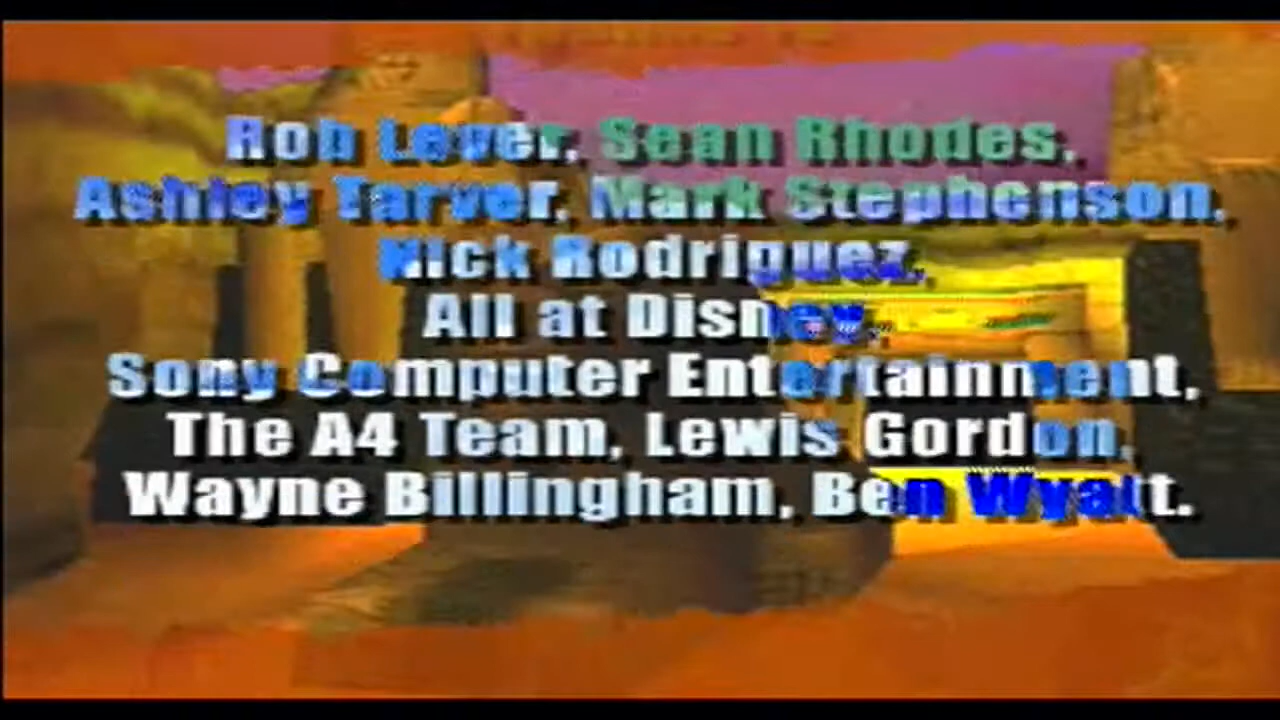 Rob Lever, Sean Rhodes,
Ashley Tarver, Mark Stephenson,
Nick Rodriguez,
All at Disney,
Sony Computer Entertainment,
The A4 Team, Lewis Gordon,
Wayne Billingham, Ben Wyatt.